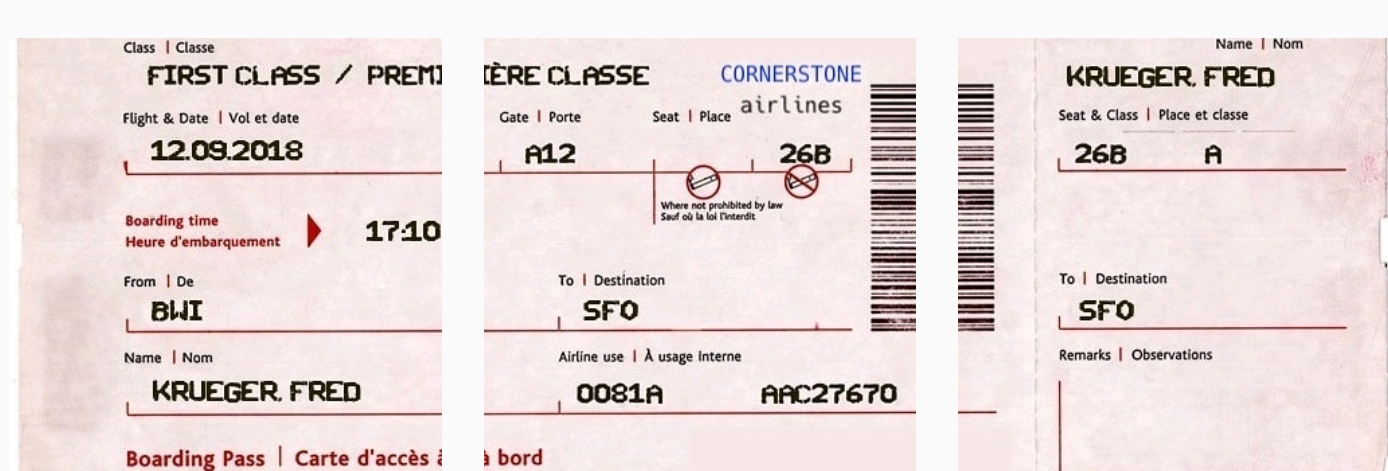 Class | Classe
FIRST CLASS / PREMIÈRE CLASSE
CORNERSTONE
airlines
Flight & Date | Vol et date
Gate | Porte
Seat | Place
12.09.2018
A12
26B
Where not prohibited by law
Sauf où la loi l'interdit
Boarding time
Heure d'embarquement
17:10
From | De
To | Destination
BWI
SFO
Name | Nom
Airline use | À usage interne
KRUEGER, FRED
0081A
AAC27670
Boarding Pass | Carte d'accès à bord
Name | Nom
KRUEGER, FRED
Seat & Class | Place et classe
26B A
To | Destination
SFO
Remarks | Observations